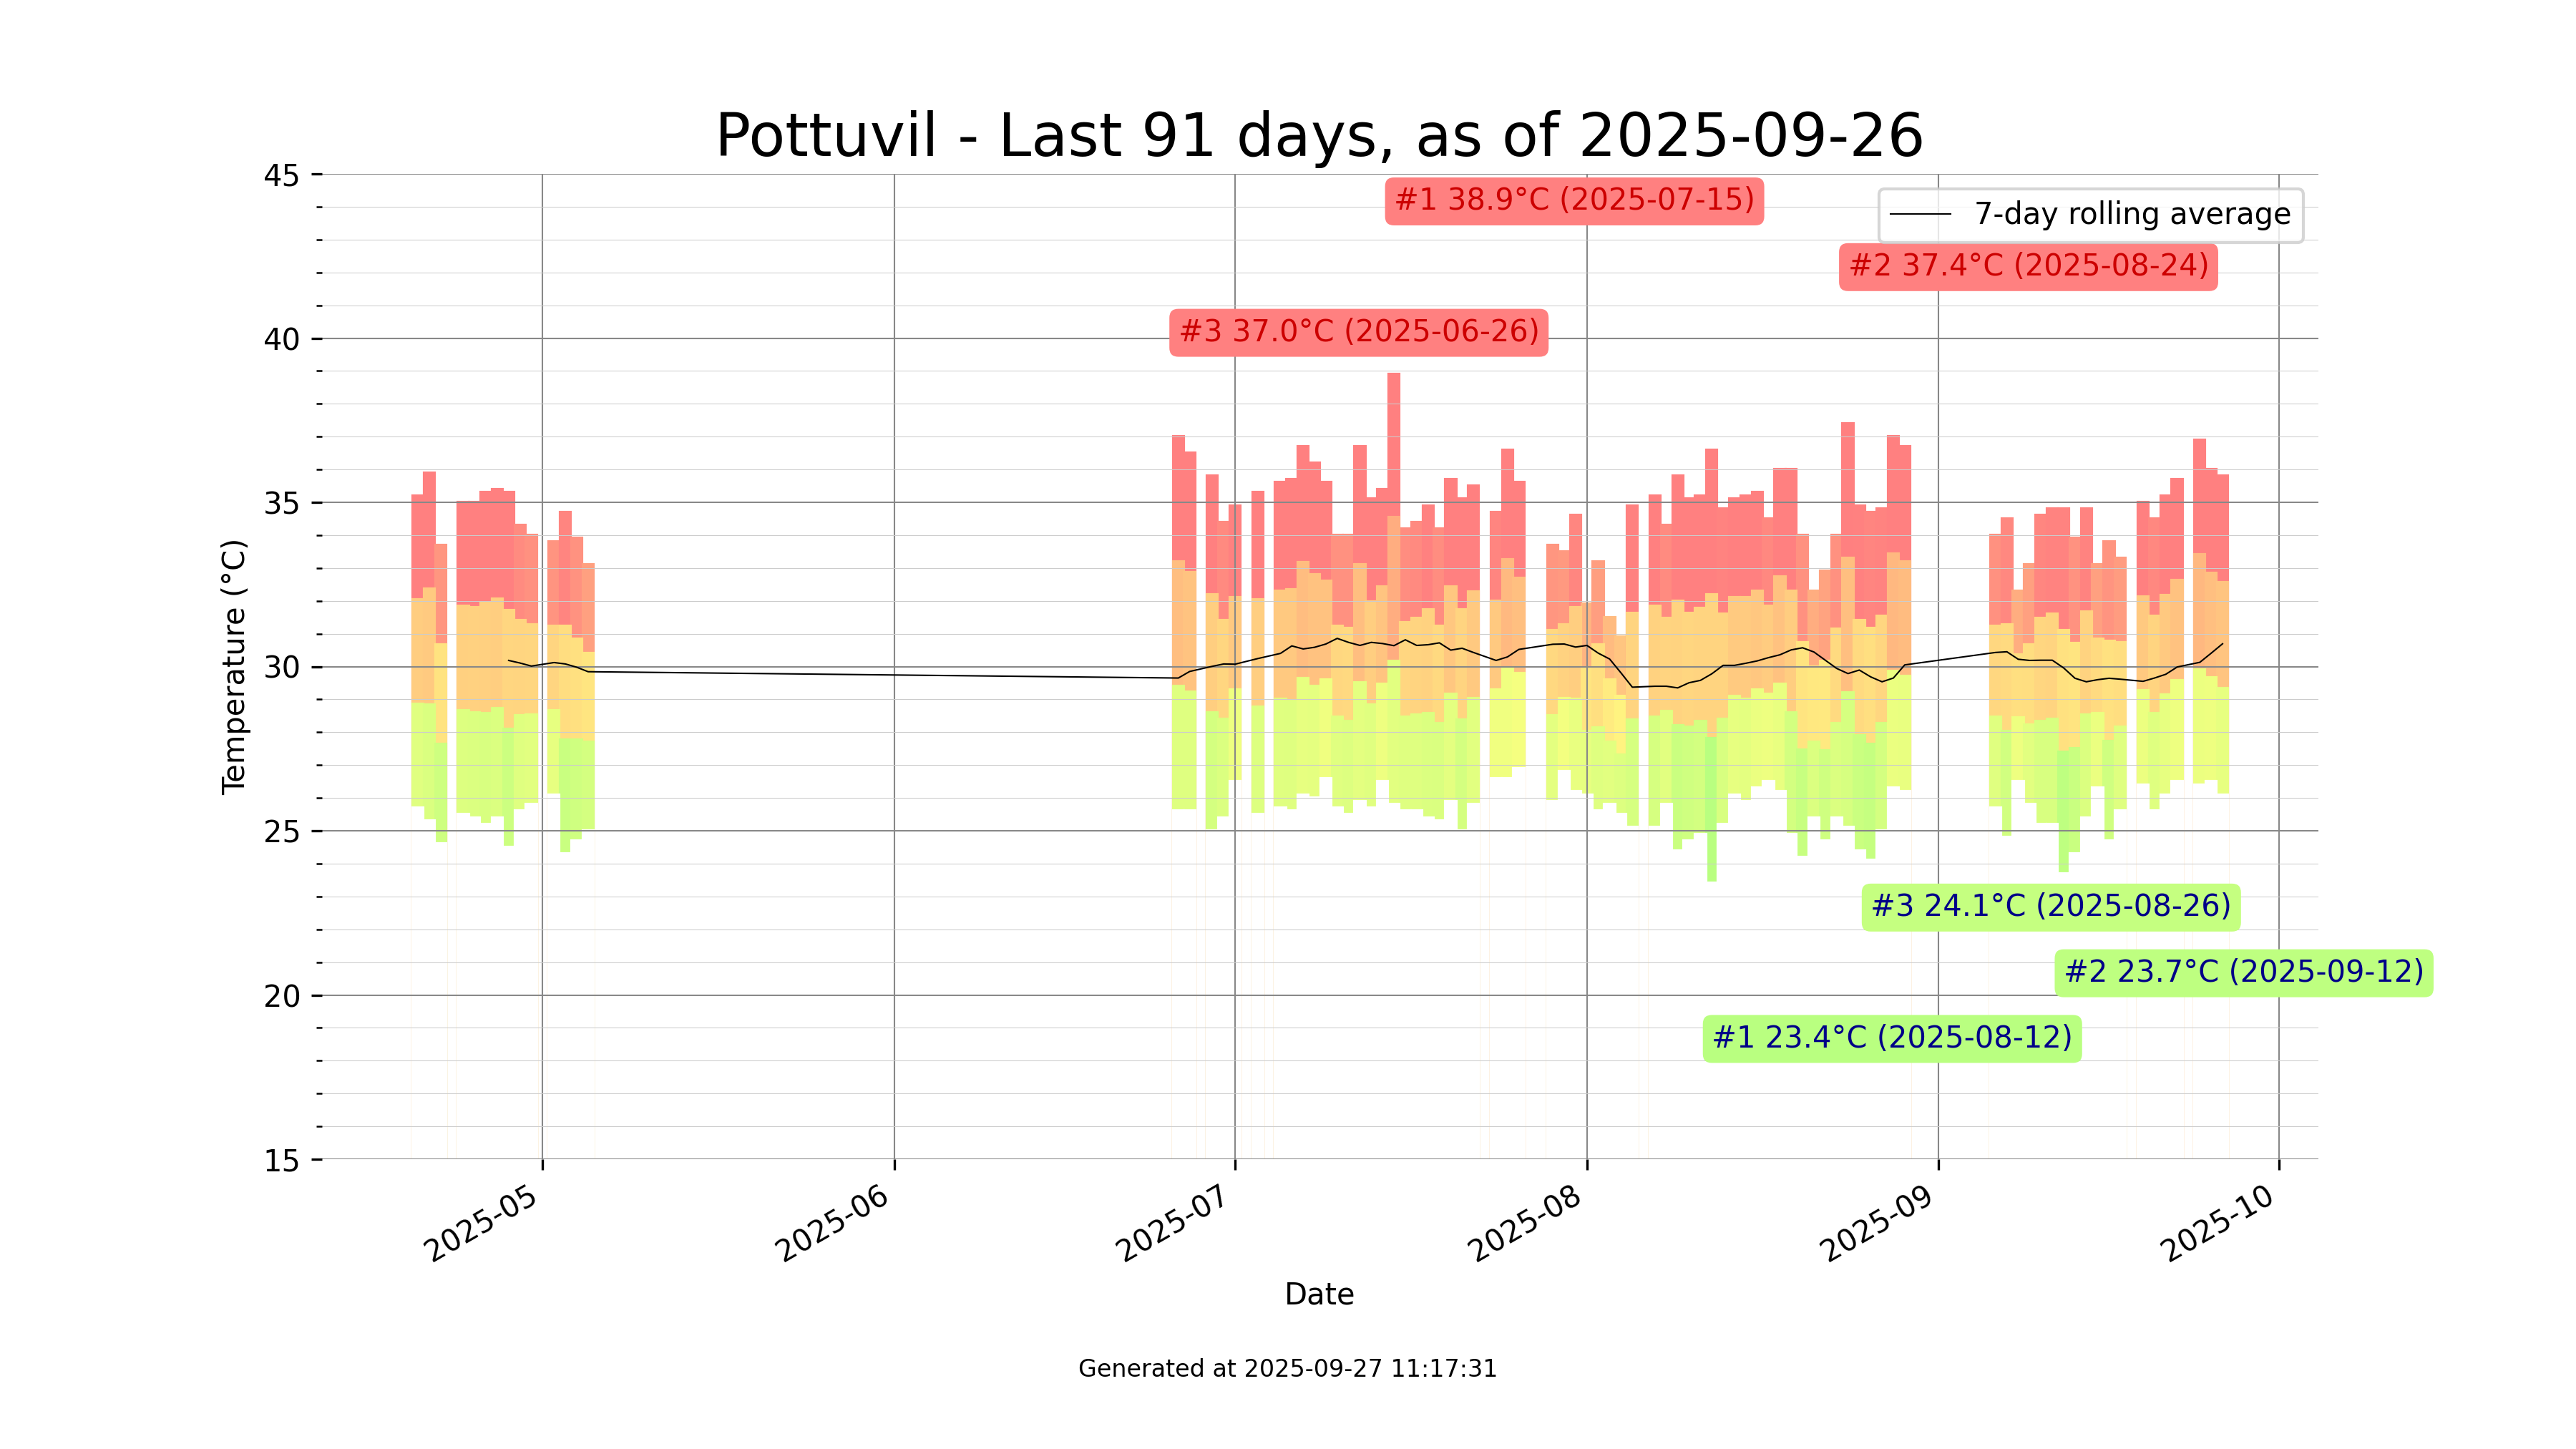 Pottuvil - Last 91 days, as of 2025-09-26
45
40
35
30
25
20
15
Temperature (°C)
#1 38.9°C (2025-07-15)
7-day rolling average
#2 37.4°C (2025-08-24)
#3 37.0°C (2025-06-26)
#3 24.1°C (2025-08-26)
#2 23.7°C (2025-09-12)
#1 23.4°C (2025-08-12)
2025-05
2025-06
2025-07
2025-08
2025-09
2025-10
Date
Generated at 2025-09-27 11:17:31